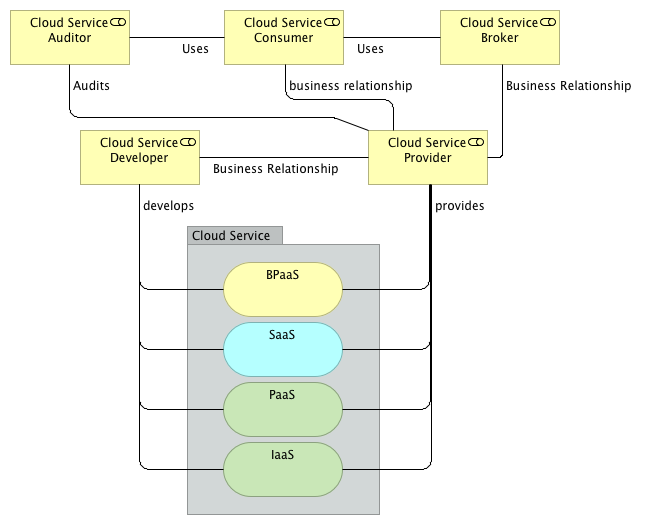 Cloud Service
Auditor
Uses
Cloud Service
Consumer
Uses
Cloud Service
Broker
Audits
business relationship
Business Relationship
Cloud Service
Developer
Business Relationship
Cloud Service
Provider
develops
provides
Cloud Service
BPaaS
SaaS
PaaS
IaaS